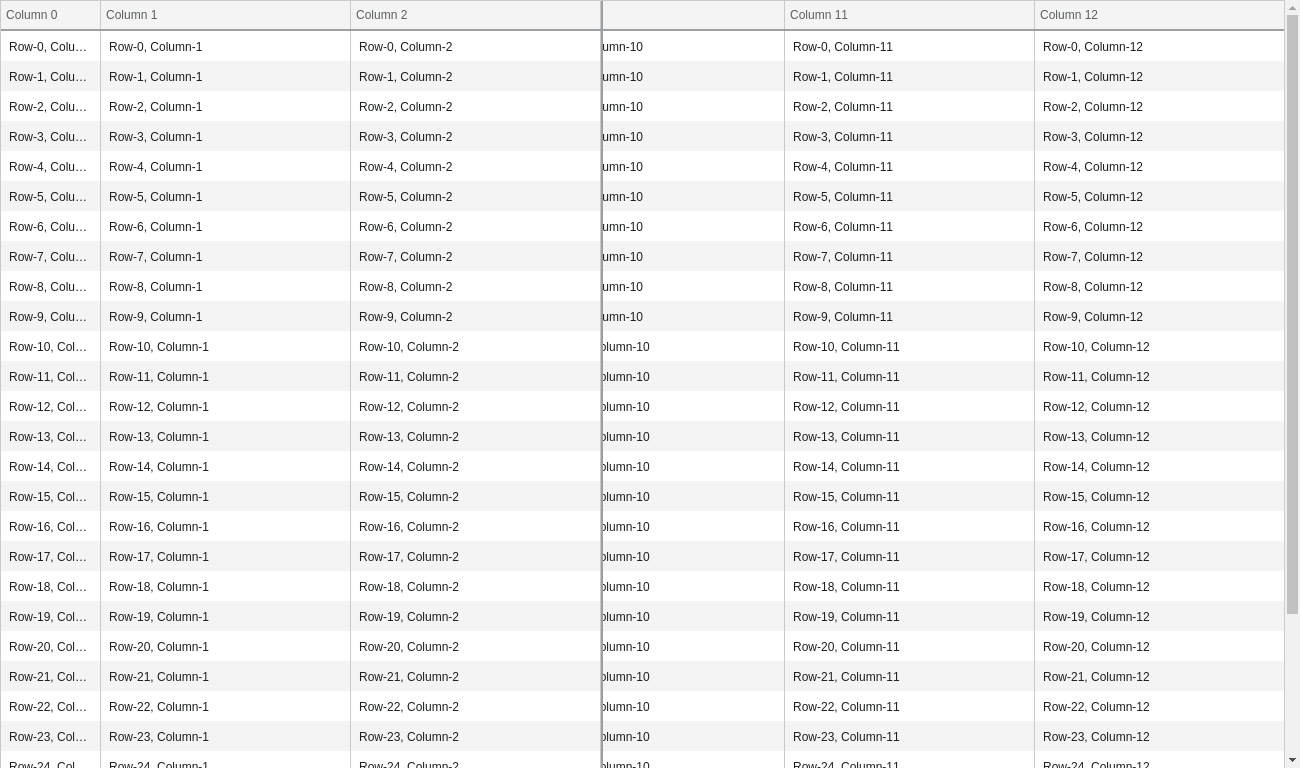 Column 0 Column 1 Column 2 Column 11 Column 12
Row-0, Colu... Row-0, Column-1 Row-0, Column-2 umn-10 Row-0, Column-11 Row-0, Column-12
Row-1, Colu... Row-1, Column-1 Row-1, Column-2 umn-10 Row-1, Column-11 Row-1, Column-12
Row-2, Colu... Row-2, Column-1 Row-2, Column-2 umn-10 Row-2, Column-11 Row-2, Column-12
Row-3, Colu... Row-3, Column-1 Row-3, Column-2 umn-10 Row-3, Column-11 Row-3, Column-12
Row-4, Colu... Row-4, Column-1 Row-4, Column-2 umn-10 Row-4, Column-11 Row-4, Column-12
Row-5, Colu... Row-5, Column-1 Row-5, Column-2 umn-10 Row-5, Column-11 Row-5, Column-12
Row-6, Colu... Row-6, Column-1 Row-6, Column-2 umn-10 Row-6, Column-11 Row-6, Column-12
Row-7, Colu... Row-7, Column-1 Row-7, Column-2 umn-10 Row-7, Column-11 Row-7, Column-12
Row-8, Colu... Row-8, Column-1 Row-8, Column-2 umn-10 Row-8, Column-11 Row-8, Column-12
Row-9, Colu... Row-9, Column-1 Row-9, Column-2 umn-10 Row-9, Column-11 Row-9, Column-12
Row-10, Col... Row-10, Column-1 Row-10, Column-2 olumn-10 Row-10, Column-11 Row-10, Column-12
Row-11, Col... Row-11, Column-1 Row-11, Column-2 olumn-10 Row-11, Column-11 Row-11, Column-12
Row-12, Col... Row-12, Column-1 Row-12, Column-2 olumn-10 Row-12, Column-11 Row-12, Column-12
Row-13, Col... Row-13, Column-1 Row-13, Column-2 olumn-10 Row-13, Column-11 Row-13, Column-12
Row-14, Col... Row-14, Column-1 Row-14, Column-2 olumn-10 Row-14, Column-11 Row-14, Column-12
Row-15, Col... Row-15, Column-1 Row-15, Column-2 olumn-10 Row-15, Column-11 Row-15, Column-12
Row-16, Col... Row-16, Column-1 Row-16, Column-2 olumn-10 Row-16, Column-11 Row-16, Column-12
Row-17, Col... Row-17, Column-1 Row-17, Column-2 olumn-10 Row-17, Column-11 Row-17, Column-12
Row-18, Col... Row-18, Column-1 Row-18, Column-2 olumn-10 Row-18, Column-11 Row-18, Column-12
Row-19, Col... Row-19, Column-1 Row-19, Column-2 olumn-10 Row-19, Column-11 Row-19, Column-12
Row-20, Col... Row-20, Column-1 Row-20, Column-2 olumn-10 Row-20, Column-11 Row-20, Column-12
Row-21, Col... Row-21, Column-1 Row-21, Column-2 olumn-10 Row-21, Column-11 Row-21, Column-12
Row-22, Col... Row-22, Column-1 Row-22, Column-2 olumn-10 Row-22, Column-11 Row-22, Column-12
Row-23, Col... Row-23, Column-1 Row-23, Column-2 olumn-10 Row-23, Column-11 Row-23, Column-12
Row-24, Col... Row-24, Column-1 Row-24, Column-2 olumn-10 Row-24, Column-11 Row-24, Column-12